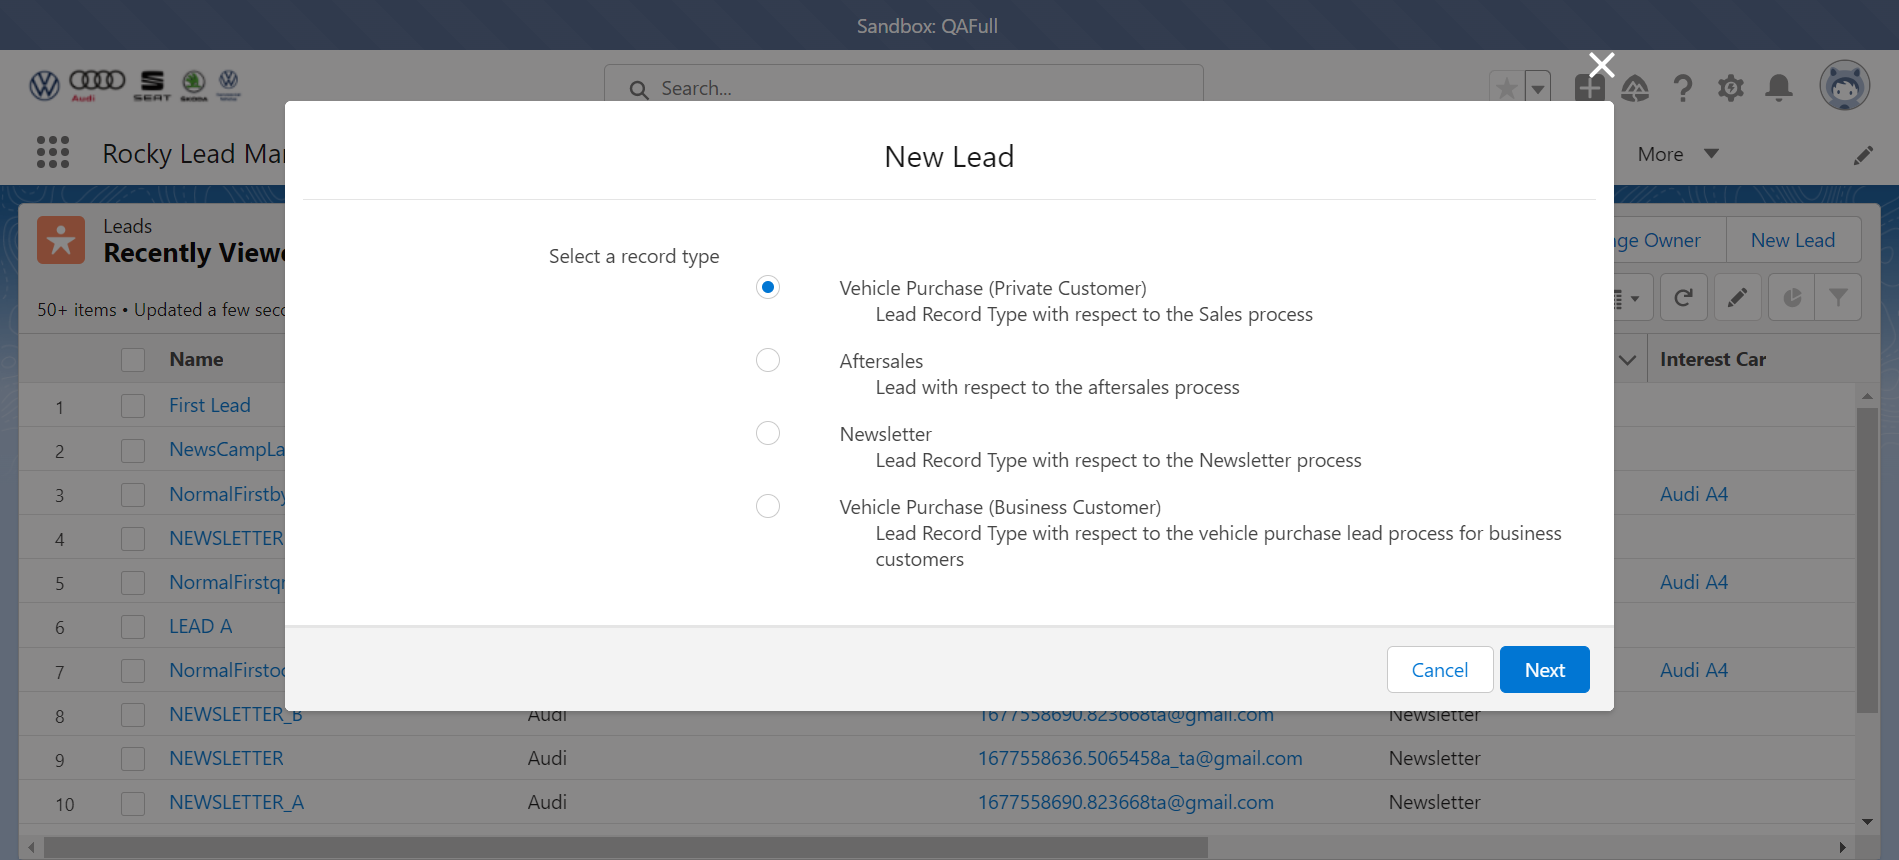 Sandbox: QAFull
Audi SEAT ŠKODA
Search...
Rocky Lead Ma
More
Leads
Recently View
ge Owner
New Lead
50+ items • Updated a few sec
Name
Interest Car
1 First Lead
2 NewsCampLa
3 NormalFirstby Audi A4
4 NEWSLETTER
5 NormalFirstq Audi A4
6 LEAD A
7 NormalFirsto Audi A4
8 NEWSLETTER_B Audi 1677558690.823668ta@gmail.com Newsletter
9 NEWSLETTER Audi 1677558636.5065458a_ta@gmail.com Newsletter
10 NEWSLETTER_A Audi 1677558690.823668ta@gmail.com Newsletter
New Lead
Select a record type
Vehicle Purchase (Private Customer)
Lead Record Type with respect to the Sales process
Aftersales
Lead with respect to the aftersales process
Newsletter
Lead Record Type with respect to the Newsletter process
Vehicle Purchase (Business Customer)
Lead Record Type with respect to the vehicle purchase lead process for business
customers
Cancel
Next